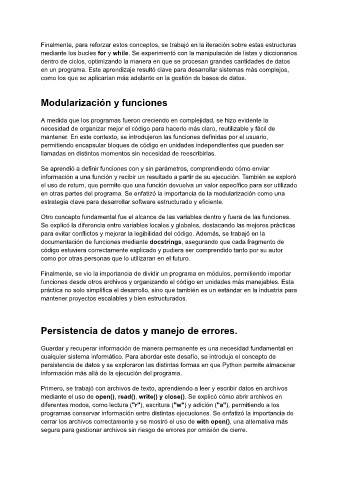 Finalmente, para reforzar estos conceptos, se trabajó en la iteración sobre estas estructuras
mediante los bucles for y while. Se experimentó con la manipulación de listas y diccionarios
dentro de ciclos, optimizando la manera en que se procesan grandes cantidades de datos
en un programa. Este aprendizaje resultó clave para desarrollar sistemas más complejos,
como los que se aplicarían más adelante en la gestión de bases de datos.
Modularización y funciones
A medida que los programas fueron creciendo en complejidad, se hizo evidente la
necesidad de organizar mejor el código para hacerlo más claro, reutilizable y fácil de
mantener. En este contexto, se introdujeron las funciones definidas por el usuario,
permitiendo encapsular bloques de código en unidades independientes que pueden ser
llamadas en distintos momentos sin necesidad de reescribirlas.
Se aprendió a definir funciones con y sin parámetros, comprendiendo cómo enviar
información a una función y recibir un resultado a partir de su ejecución. También se exploró
el uso de return, que permite que una función devuelva un valor específico para ser utilizado
en otras partes del programa. Se enfatizó la importancia de la modularización como una
estrategia clave para desarrollar software estructurado y eficiente.
Otro concepto fundamental fue el alcance de las variables dentro y fuera de las funciones.
Se explicó la diferencia entre variables locales y globales, destacando las mejores prácticas
para evitar conflictos y mejorar la legibilidad del código. Además, se trabajó en la
documentación de funciones mediante docstrings, asegurando que cada fragmento de
código estuviera correctamente explicado y pudiera ser comprendido tanto por su autor
como por otras personas que lo utilizaran en el futuro.
Finalmente, se vio la importancia de dividir un programa en módulos, permitiendo importar
funciones desde otros archivos y organizando el código en unidades más manejables. Esta
práctica no solo simplifica el desarrollo, sino que también es un estándar en la industria para
mantener proyectos escalables y bien estructurados.
Persistencia de datos y manejo de errores.
Guardar y recuperar información de manera permanente es una necesidad fundamental en
cualquier sistema informático. Para abordar este desafío, se introdujo el concepto de
persistencia de datos y se exploraron las distintas formas en que Python permite almacenar
información más allá de la ejecución del programa.
Primero, se trabajó con archivos de texto, aprendiendo a leer y escribir datos en archivos
mediante el uso de open(), read(), write() y close(). Se explicó cómo abrir archivos en
diferentes modos, como lectura ("r"), escritura ("w") y adición ("a"), permitiendo a los
programas conservar información entre distintas ejecuciones. Se enfatizó la importancia de
cerrar los archivos correctamente y se mostró el uso de with open(), una alternativa más
segura para gestionar archivos sin riesgo de errores por omisión de cierre.